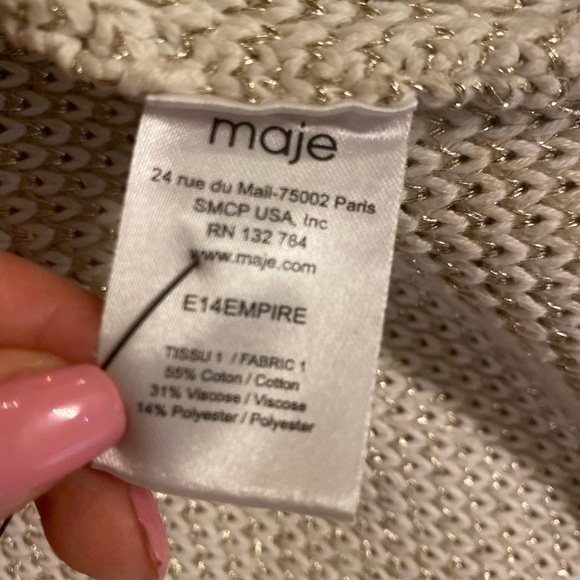 maje
24 rue du Mail-75002 Paris
SMCP USA, Inc
RN 132 784
www.maje.com
E14EMPIRE
TISSU 1 / FABRIC 1
55% Coton / Cotton
31% Viscose / Viscose
14% Polyester / Polyester